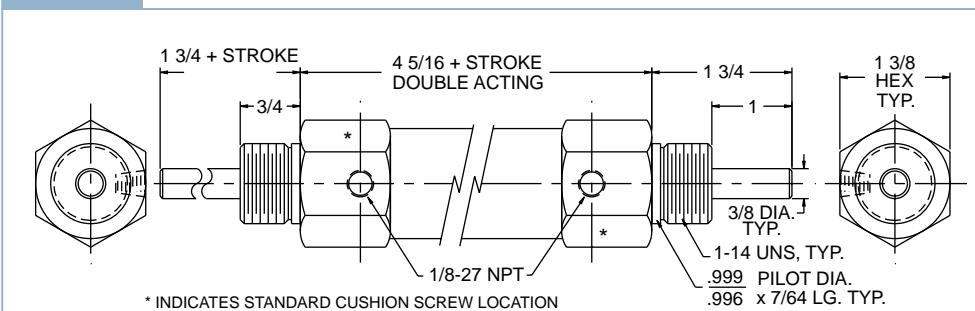 1 3/4 + STROKE
4 5/16 + STROKE
DOUBLE ACTING
1 3/4
1 3/8
HEX
TYP.
3/4
1
*
*
3/8 DIA.
TYP.
1-14 UNS, TYP.
1/8-27 NPT
.999 PILOT DIA.
.996 x 7/64 LG. TYP.
* INDICATES STANDARD CUSHION SCREW LOCATION